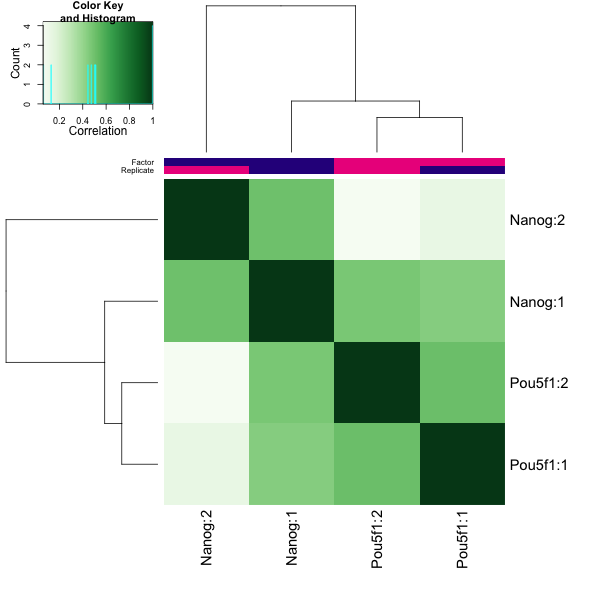 Color Key
and Histogram
Count
0 1 2 3 4
0.2 0.4 0.6 0.8 1
Correlation
Factor
Replicate
Nanog:2
Nanog:1
Pou5f1:2
Pou5f1:1
Nanog:2 Nanog:1 Pou5f1:2 Pou5f1:1